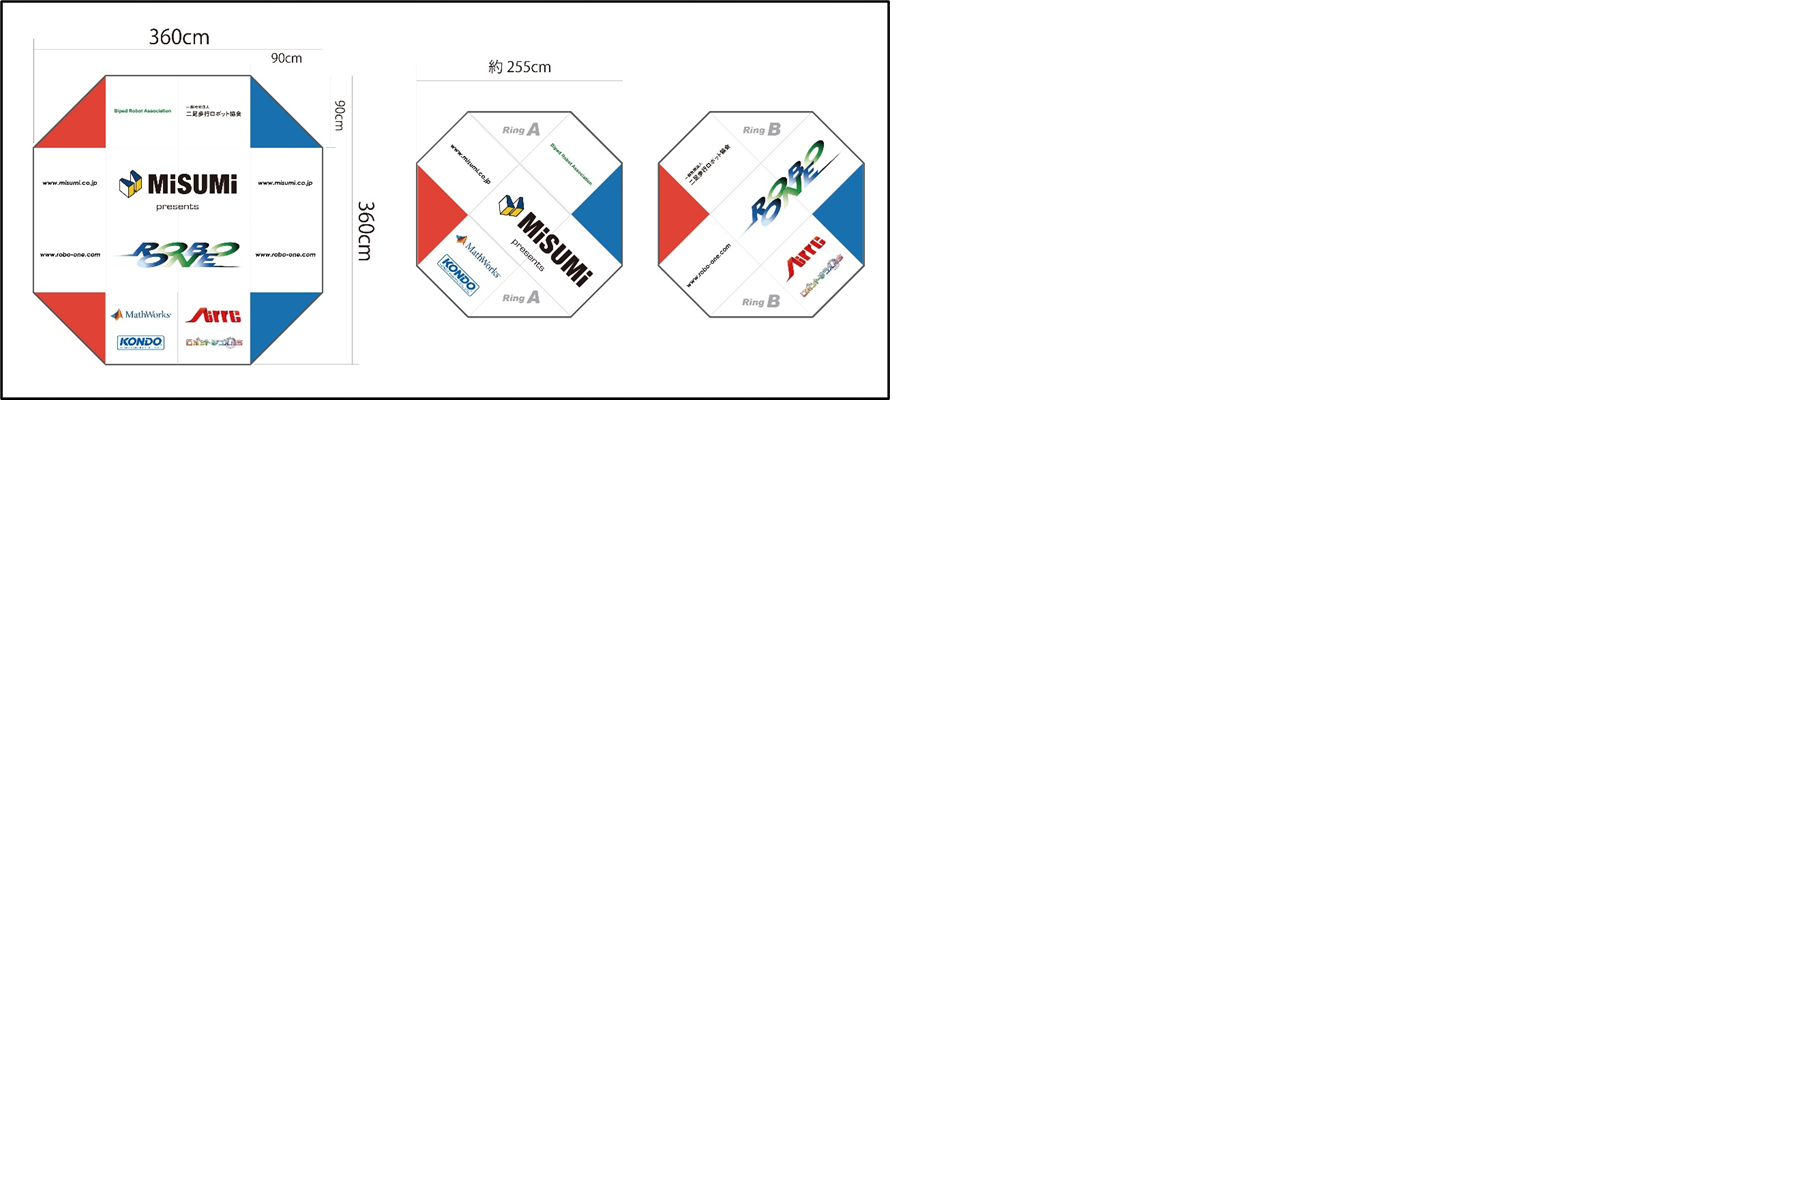 360cm
90cm
90cm
360cm
Biped Robot Association
一般社団法人
二足歩行ロボット協会
www.misumi.co.jp
MiSUMi
www.misumi.co.jp
presents
www.robo-one.com
ROBO
ONE
www.robo-one.com
MathWorks
KONDO
約 255cm
Ring A
www.misumi.co.jp
Biped Robot Association
MiSUMi
presents
MathWorks
KONDO
Ring A
Ring B
一般社団法人
二足歩行ロボット協会
ROBO
ONE
www.robo-one.com
Ring B